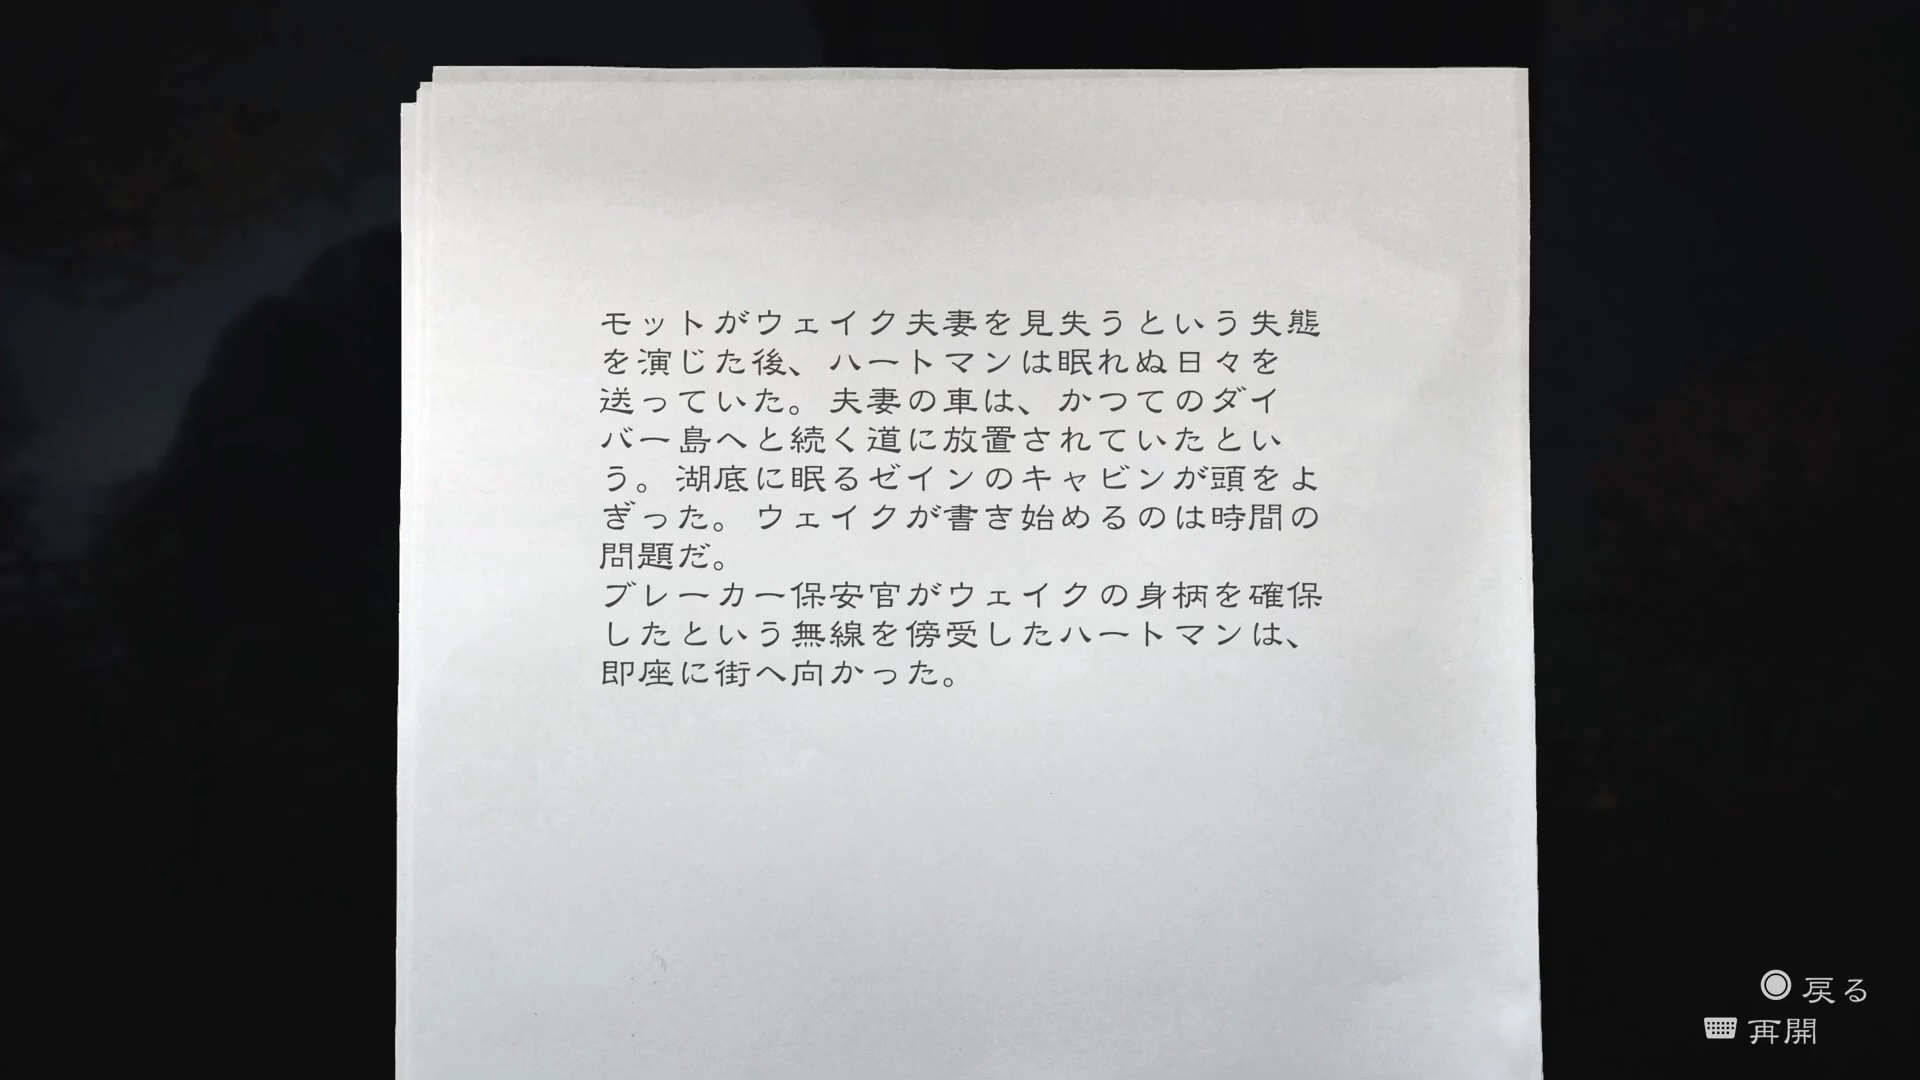 モットがウェイク夫妻を見失うという失態
を演じた後、ハートマンは眠れぬ日々を
送っていた。夫妻の車は、かつてのダイ
バー島へと続く道に放置されていたとい
う。湖底に眠るゼインのキャビンが頭をよ
ぎった。ウェイクが書き始めるのは時間の
問題だ。
ブレーカー保安官がウェイクの身柄を確保
したという無線を傍受したハートマンは、
即座に街へ向かった。
戻る
再開